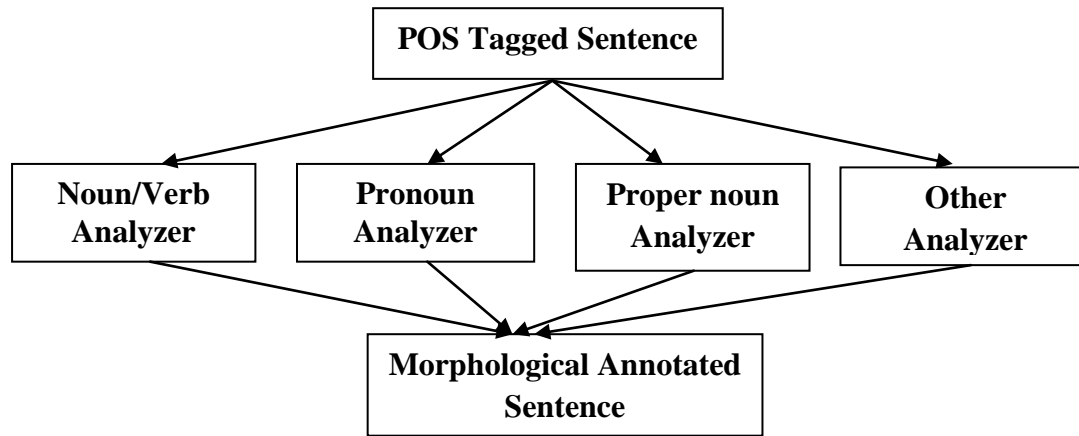 POS Tagged Sentence
Noun/Verb
Analyzer
Pronoun
Analyzer
Proper noun
Analyzer
Other
Analyzer
Morphological Annotated
Sentence